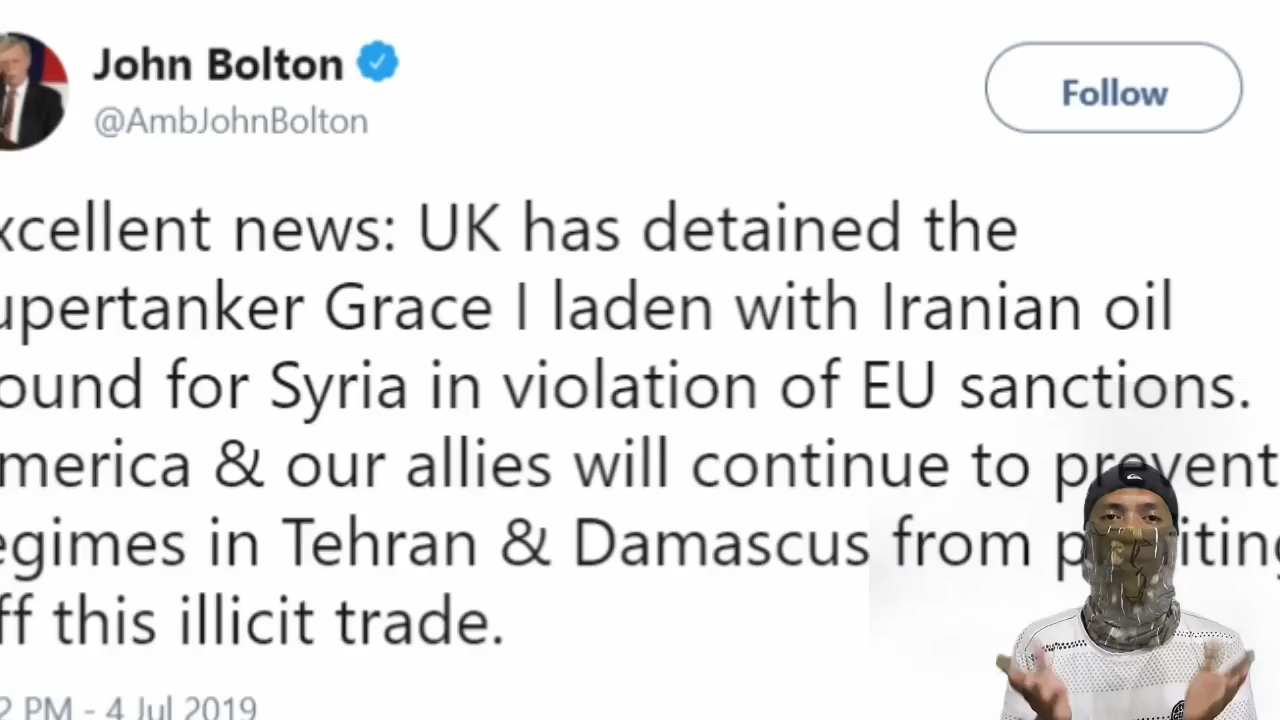 John Bolton
@AmbJohnBolton
Follow
xcellent news: UK has detained the
upertanker Grace I laden with Iranian oil
ound for Syria in violation of EU sanctions.
merica & our allies will continue to prevent
egimes in Tehran & Damascus from
ff this illicit trade.
2 PM - 4 Jul 2019